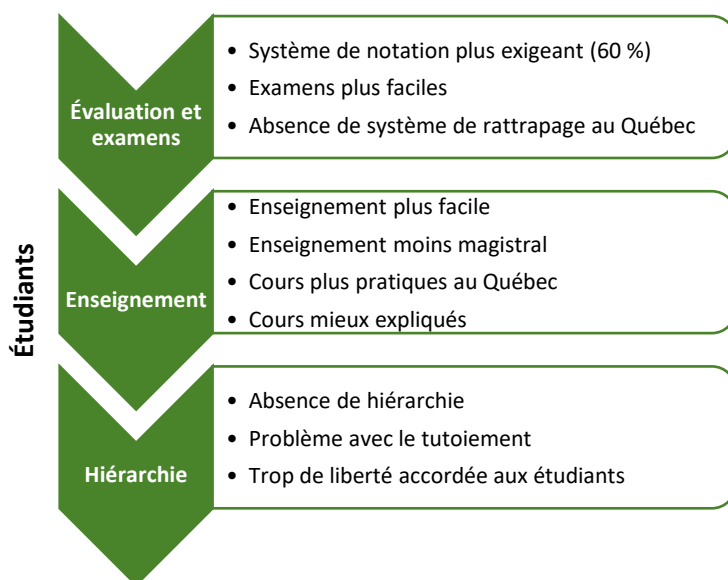 Étudiants
Évaluation et
examens
• Système de notation plus exigeant (60 %)
• Examens plus faciles
• Absence de système de rattrapage au Québec
Enseignement
• Enseignement plus facile
• Enseignement moins magistral
• Cours plus pratiques au Québec
• Cours mieux expliqués
Hiérarchie
• Absence de hiérarchie
• Problème avec le tutoiement
• Trop de liberté accordée aux étudiants